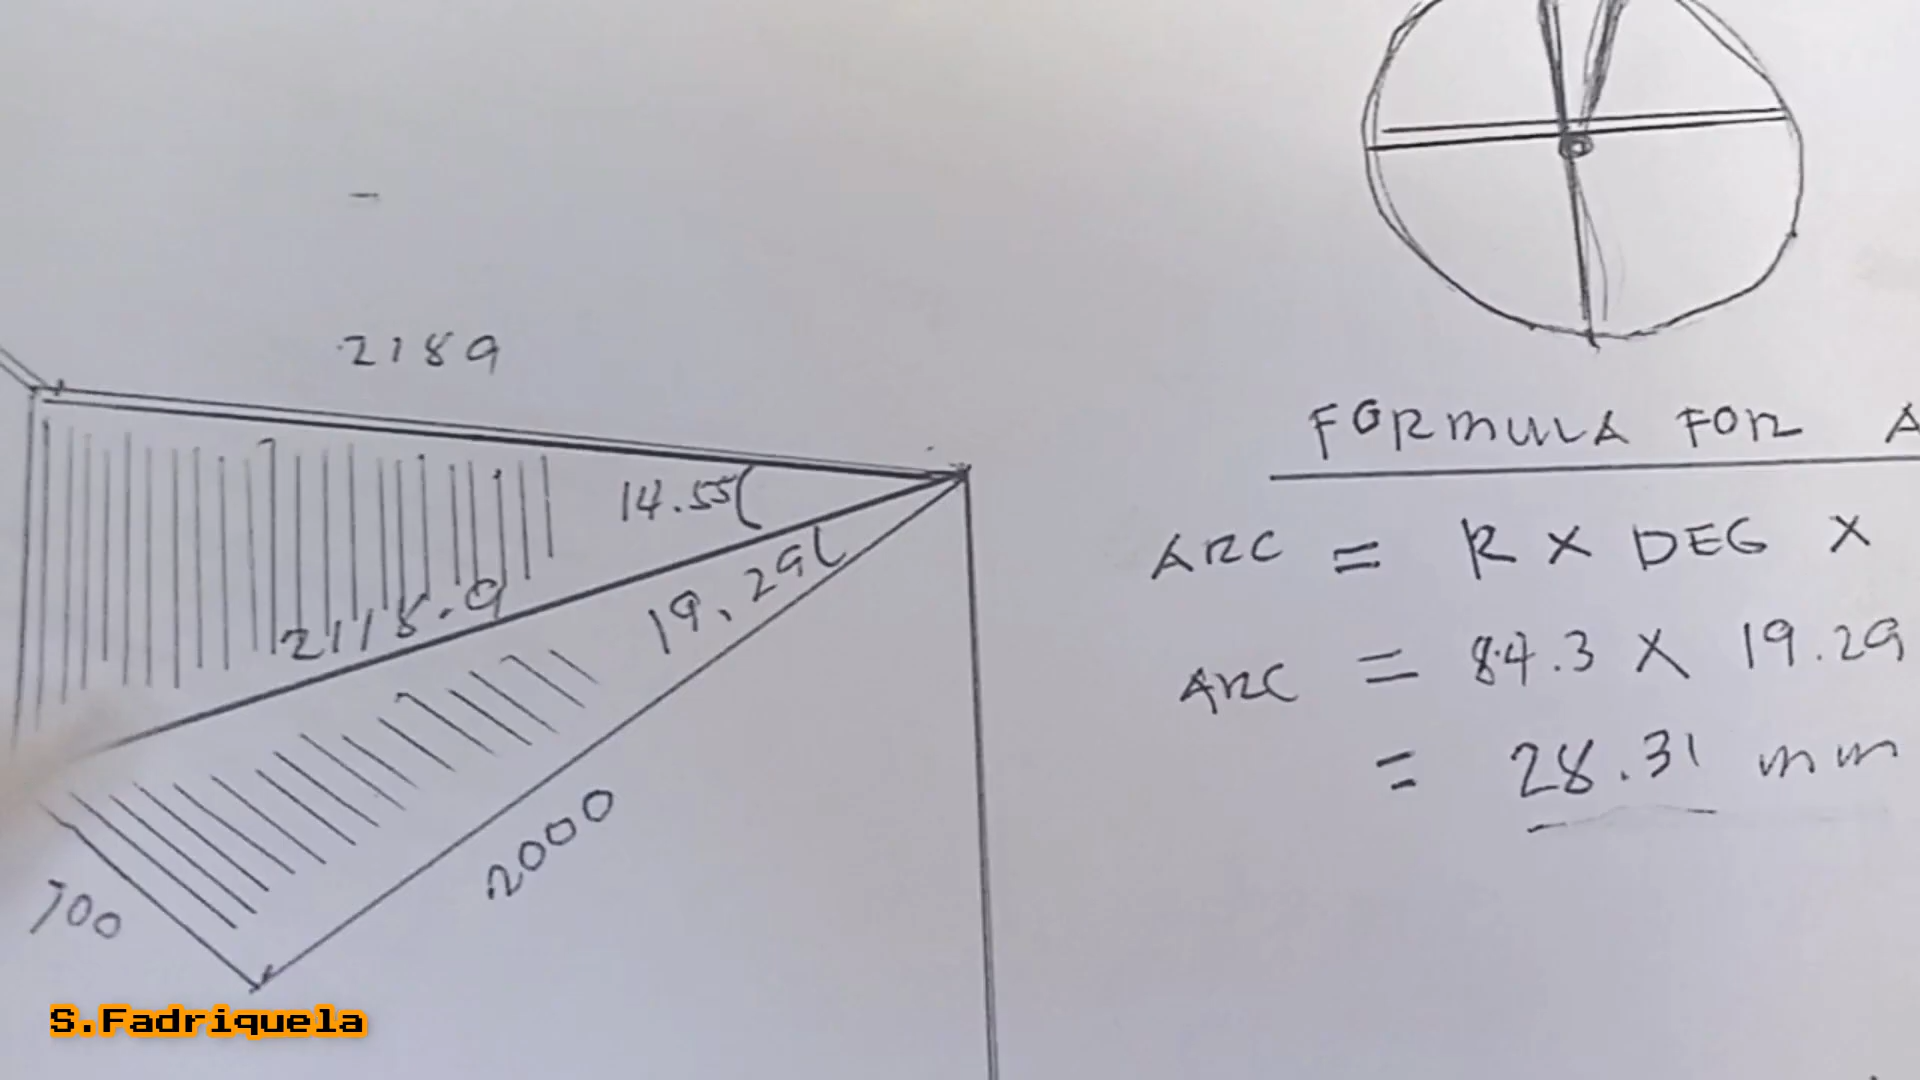 2189
14.55
2118.9
19.29
2000
700
FORMULA FOR A
ARC = R X DEG X
ARC = 84.3 X 19.29
= 28.31 mm
S.Fadriquela